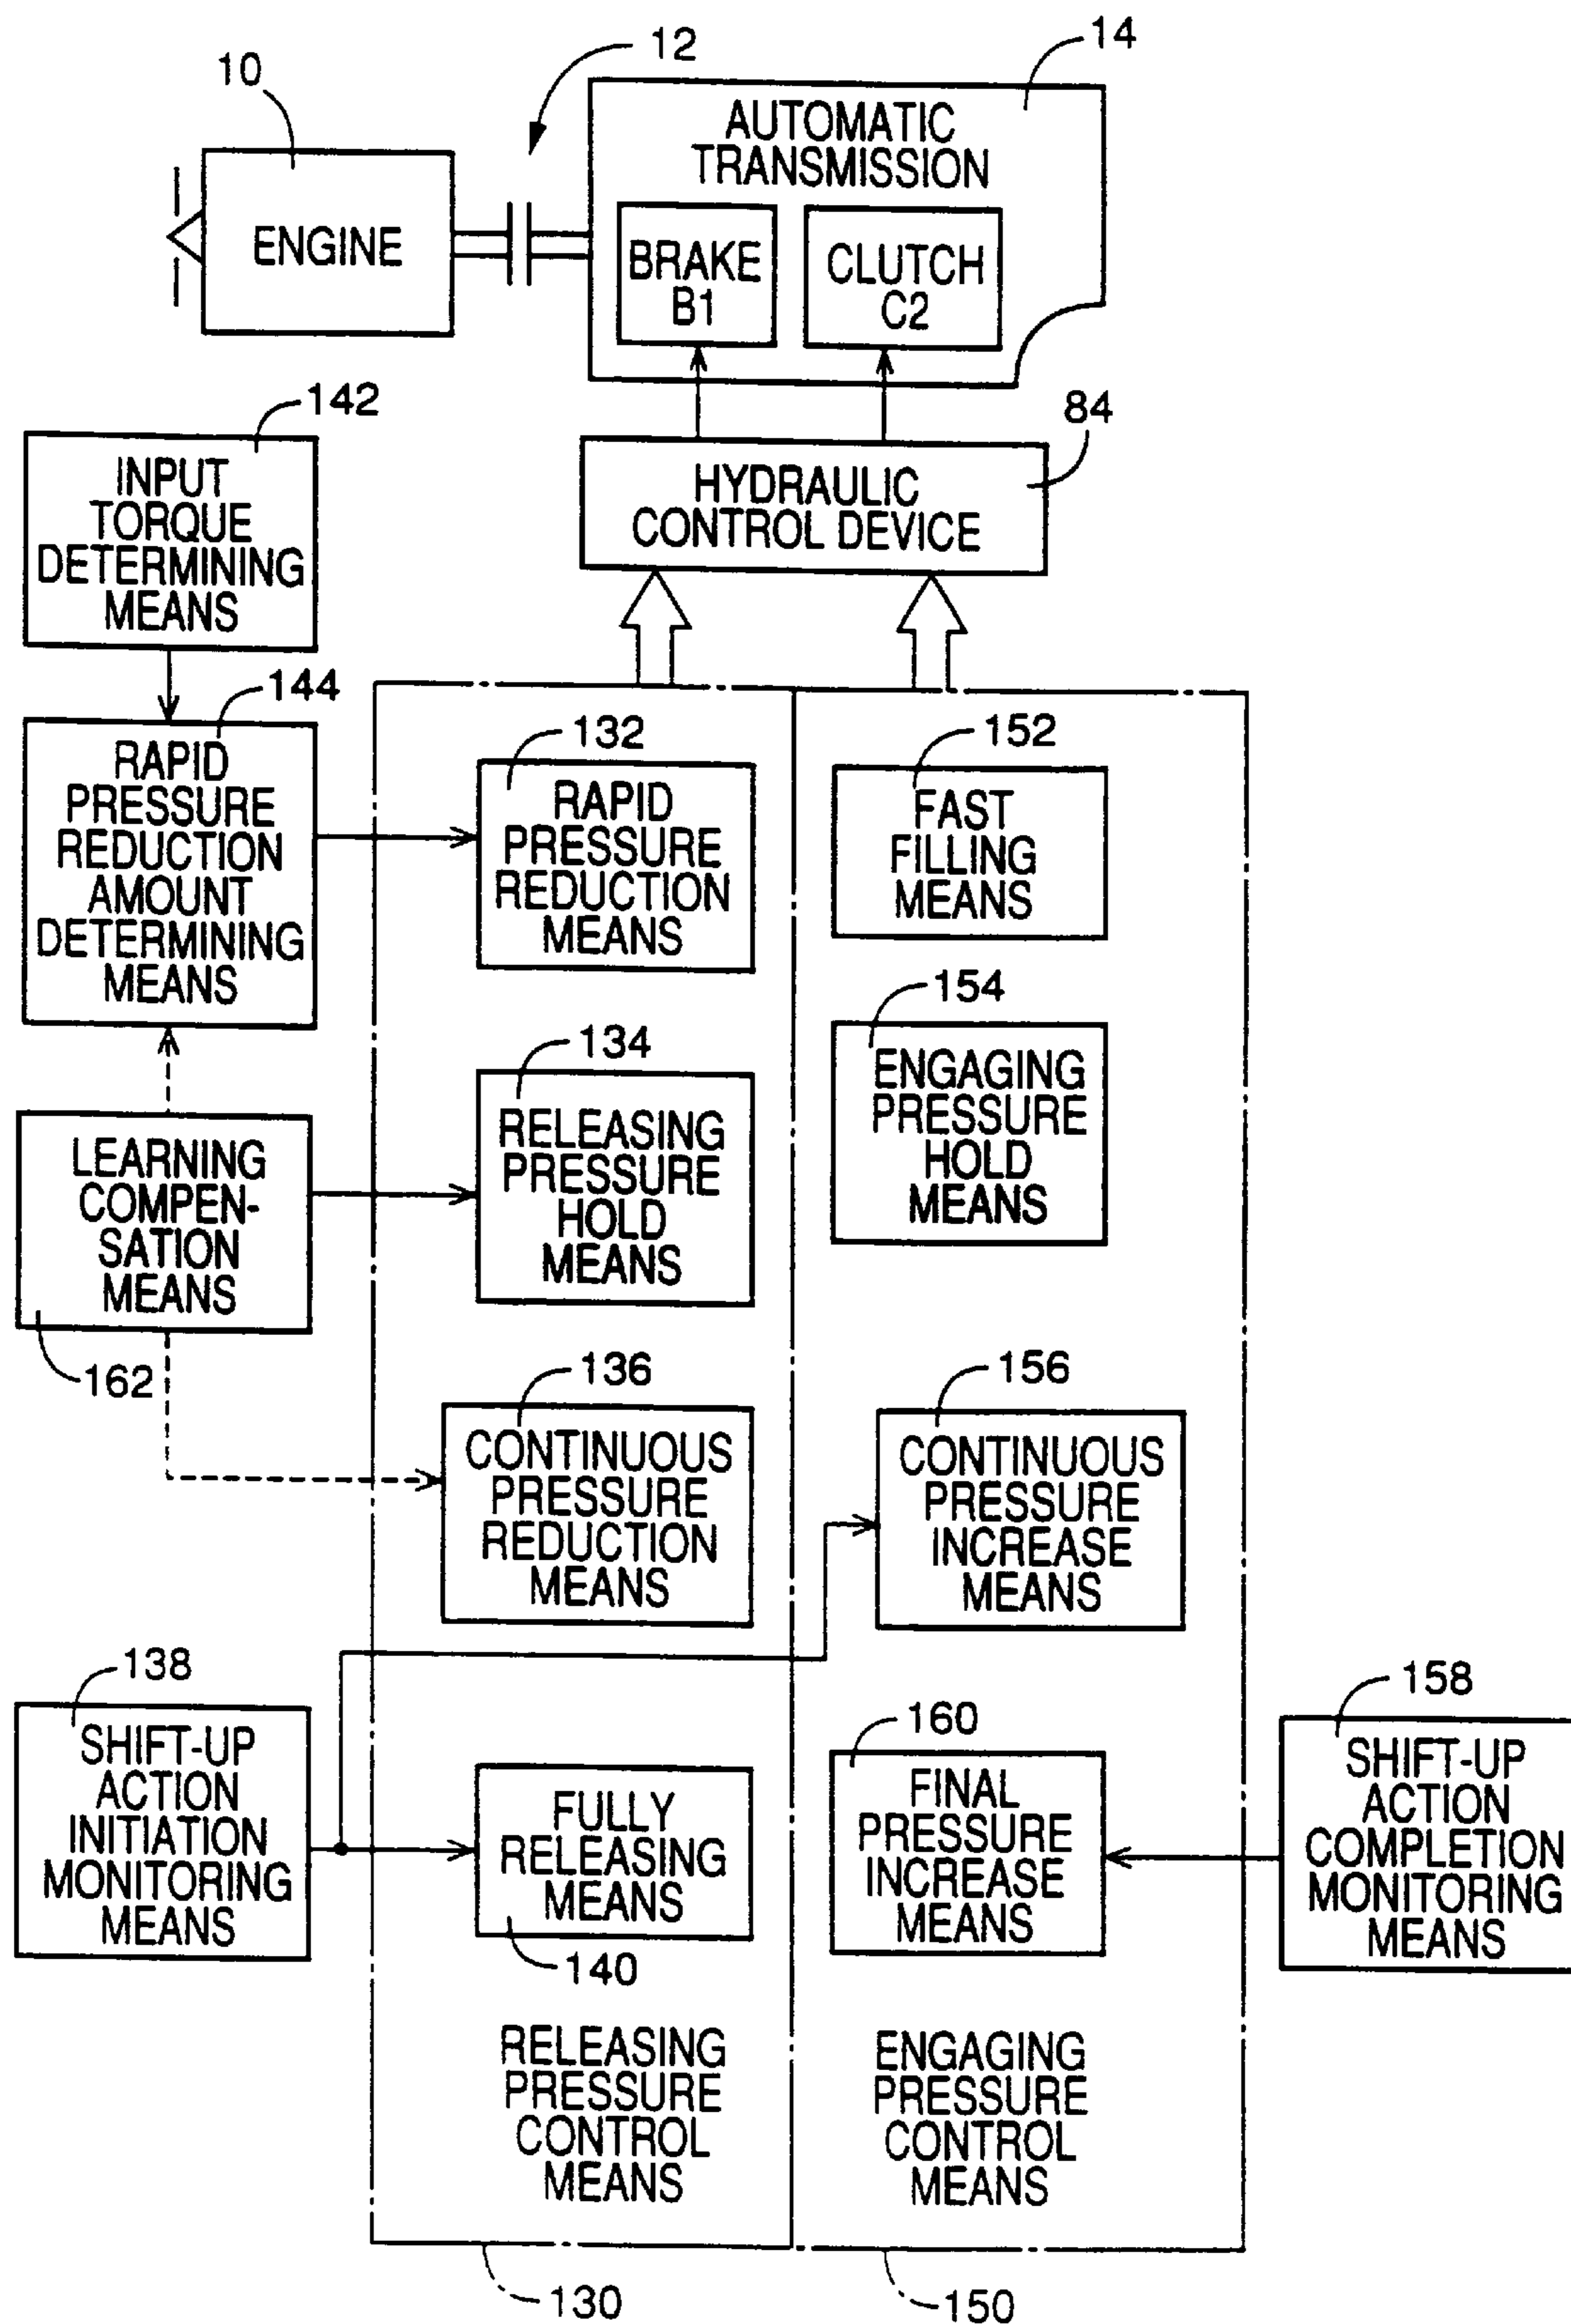 10
12
14
AUTOMATIC
TRANSMISSION
ENGINE
BRAKE
B1
CLUTCH
C2
142
84
INPUT
TORQUE
DETERMINING
MEANS
HYDRAULIC
CONTROL DEVICE
144
RAPID
PRESSURE
REDUCTION
AMOUNT
DETERMINING
MEANS
132
RAPID
PRESSURE
REDUCTION
MEANS
152
FAST
FILLING
MEANS
154
ENGAGING
PRESSURE
HOLD
MEANS
134
RELEASING
PRESSURE
HOLD
MEANS
LEARNING
COMPEN-
SATION
MEANS
162
136
CONTINUOUS
PRESSURE
REDUCTION
MEANS
156
CONTINUOUS
PRESSURE
INCREASE
MEANS
138
SHIFT-UP
ACTION
INITIATION
MONITORING
MEANS
FULLY
RELEASING
MEANS
140
160
FINAL
PRESSURE
INCREASE
MEANS
158
SHIFT-UP
ACTION
COMPLETION
MONITORING
MEANS
RELEASING
PRESSURE
CONTROL
MEANS
ENGAGING
PRESSURE
CONTROL
MEANS
130
150